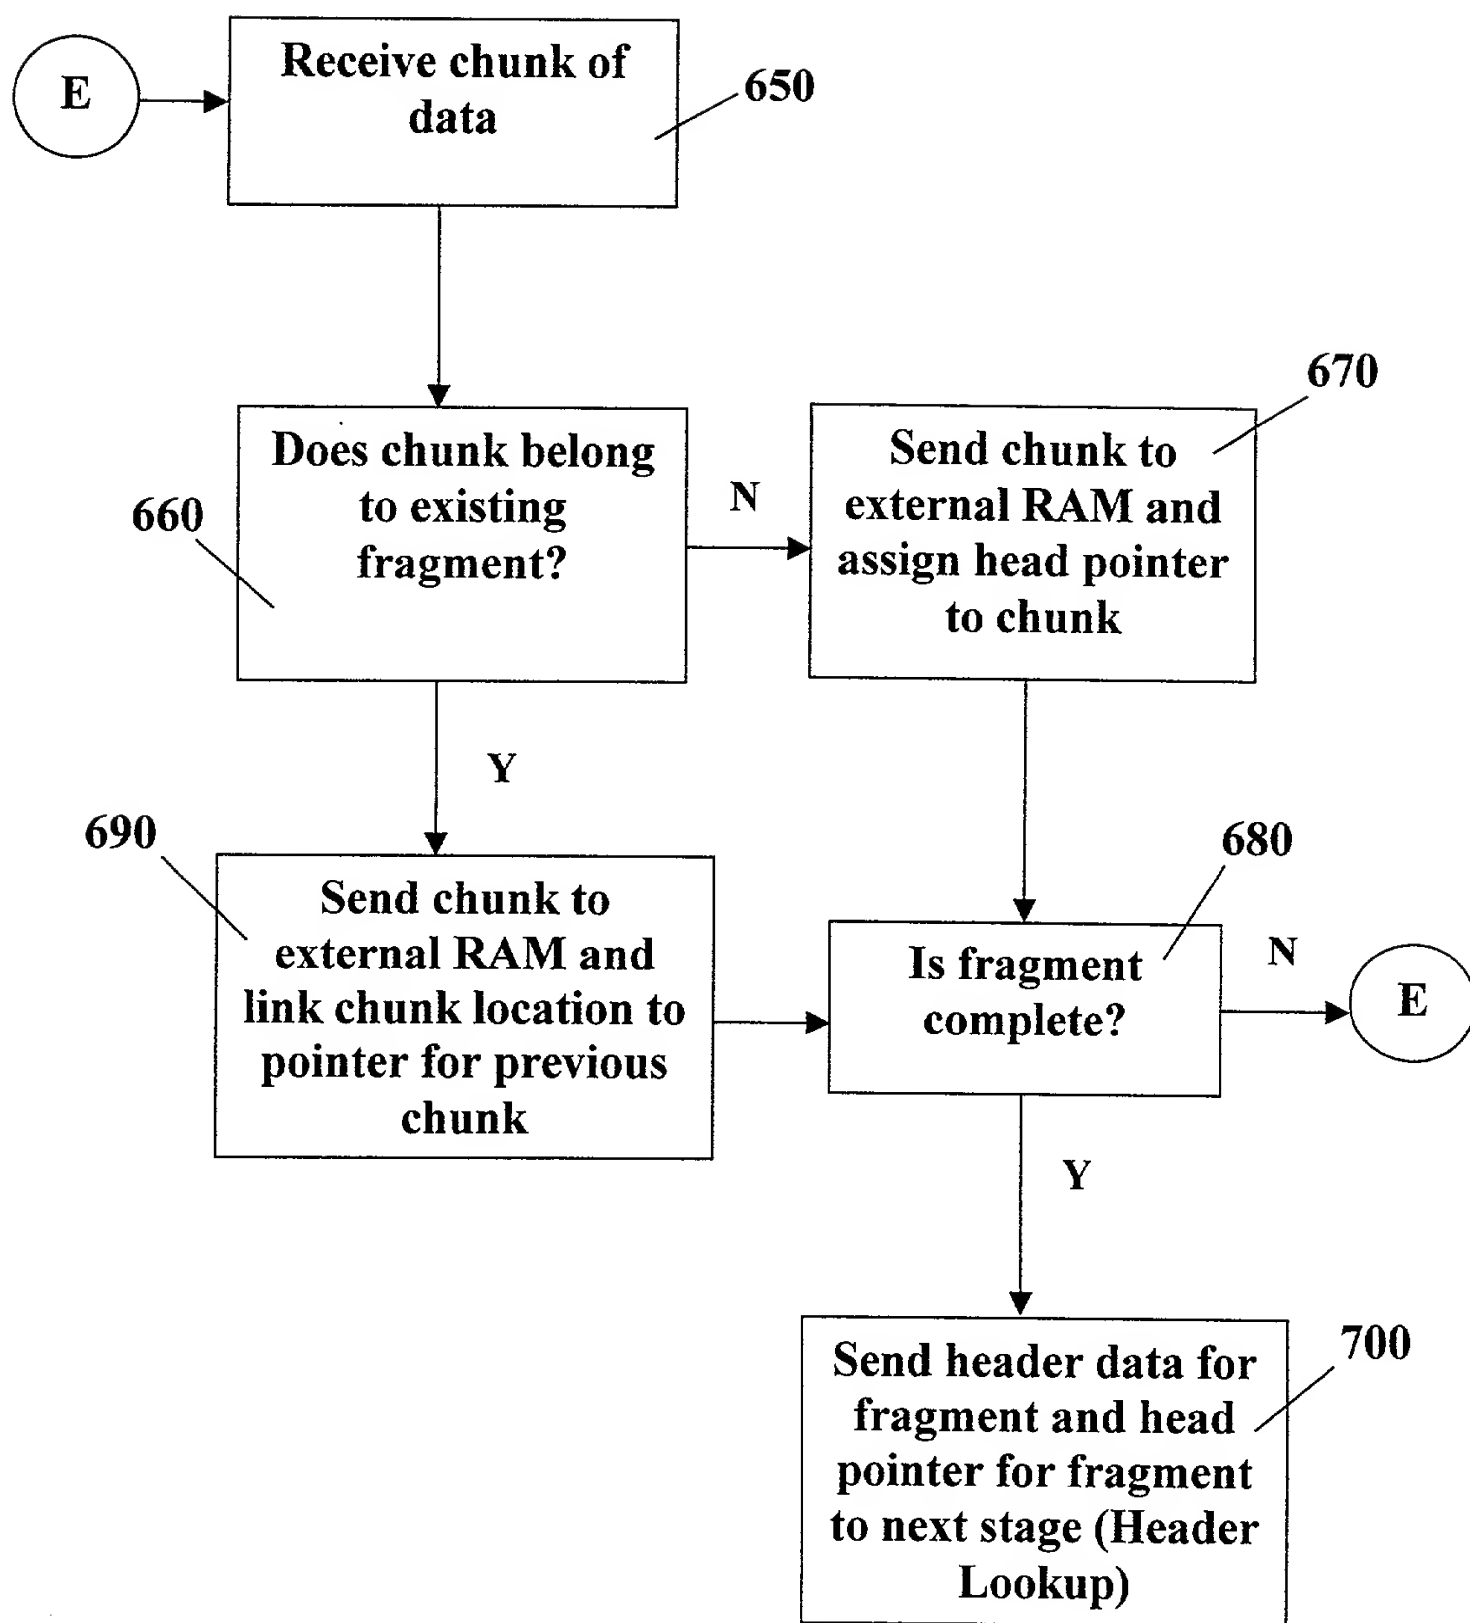 E
Receive chunk of
data
650
Does chunk belong
to existing
fragment?
660
N
670
Send chunk to
external RAM and
assign head pointer
to chunk
Y
690
Send chunk to
external RAM and
link chunk location to
pointer for previous
chunk
680
Is fragment
complete?
N
E
Y
700
Send header data for
fragment and head
pointer for fragment
to next stage (Header
Lookup)